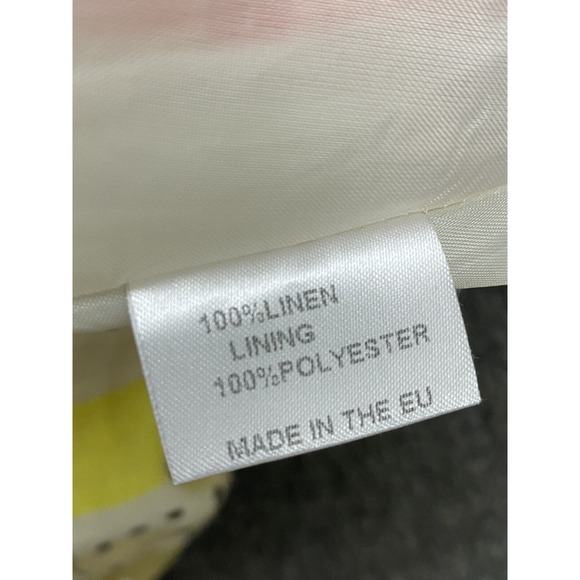 100%LINEN
LINING
100%POLYESTER
MADE IN THE EU